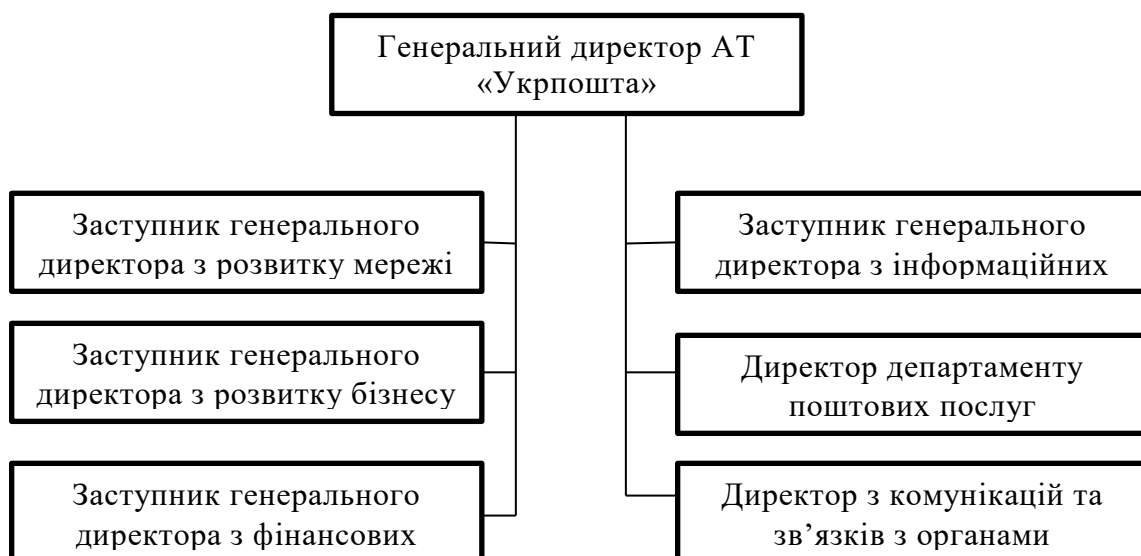 Генеральний директор АТ
«Укрпошта»
Заступник генерального
директора з розвитку мережі
Заступник генерального
директора з інформаційних
Заступник генерального
директора з розвитку бізнесу
Директор департаменту
поштових послуг
Заступник генерального
директора з фінансових
Директор з комунікацій та
зв’язків з органами